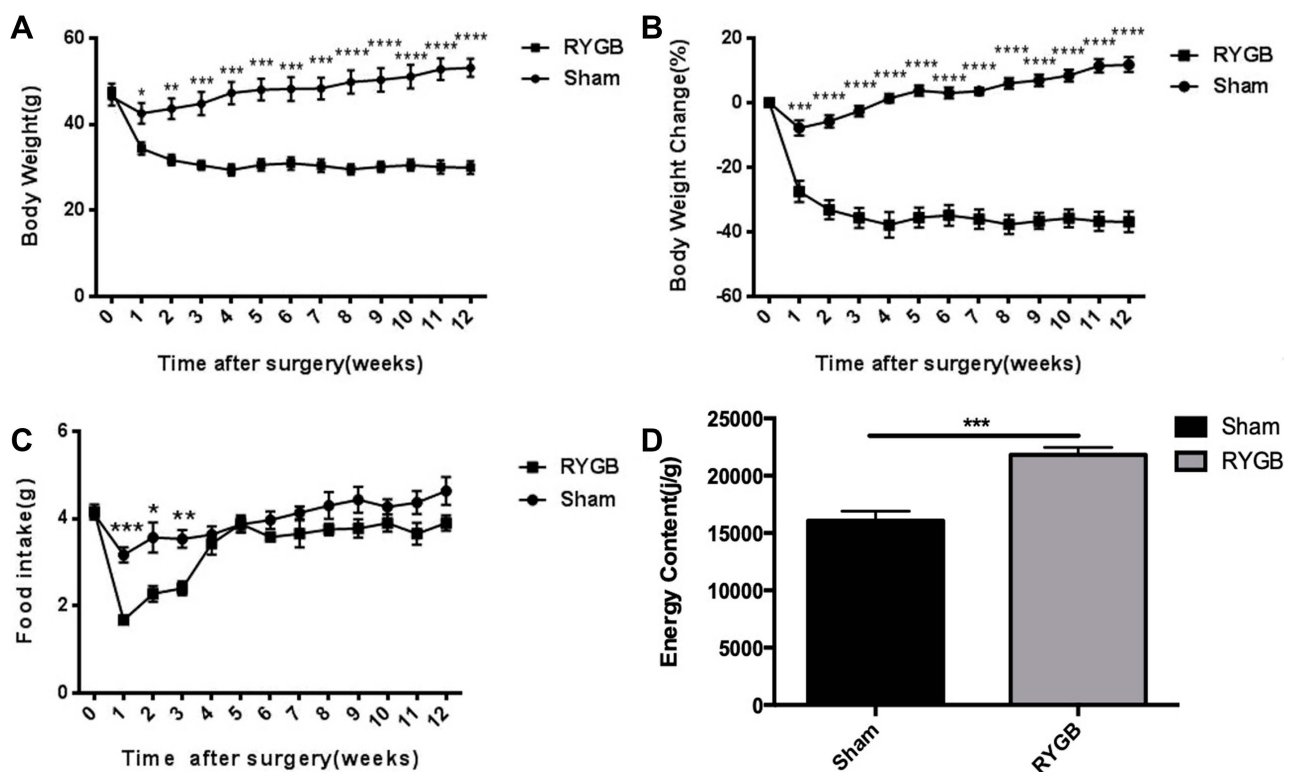 A
60
40
20
0
Body Weight(g)
* ** *** *** *** *** *** **** **** **** **** ****
RYGB
Sham
0 1 2 3 4 5 6 7 8 9 10 11 12
Time after surgery(weeks)
B
20
0
-20
-40
-60
Body Weight Change(%)
*** **** **** **** **** **** **** **** **** **** **** ****
RYGB
Sham
0 1 2 3 4 5 6 7 8 9 10 11 12
Time after surgery(weeks)
C
6
4
2
0
Food intake(g)
*** * **
RYGB
Sham
0 1 2 3 4 5 6 7 8 9 10 11 12
Time after surgery(weeks)
D
25000
20000
15000
10000
5000
0
Energy Content(j/g)
***
Sham
RYGB
Sham
RYGB